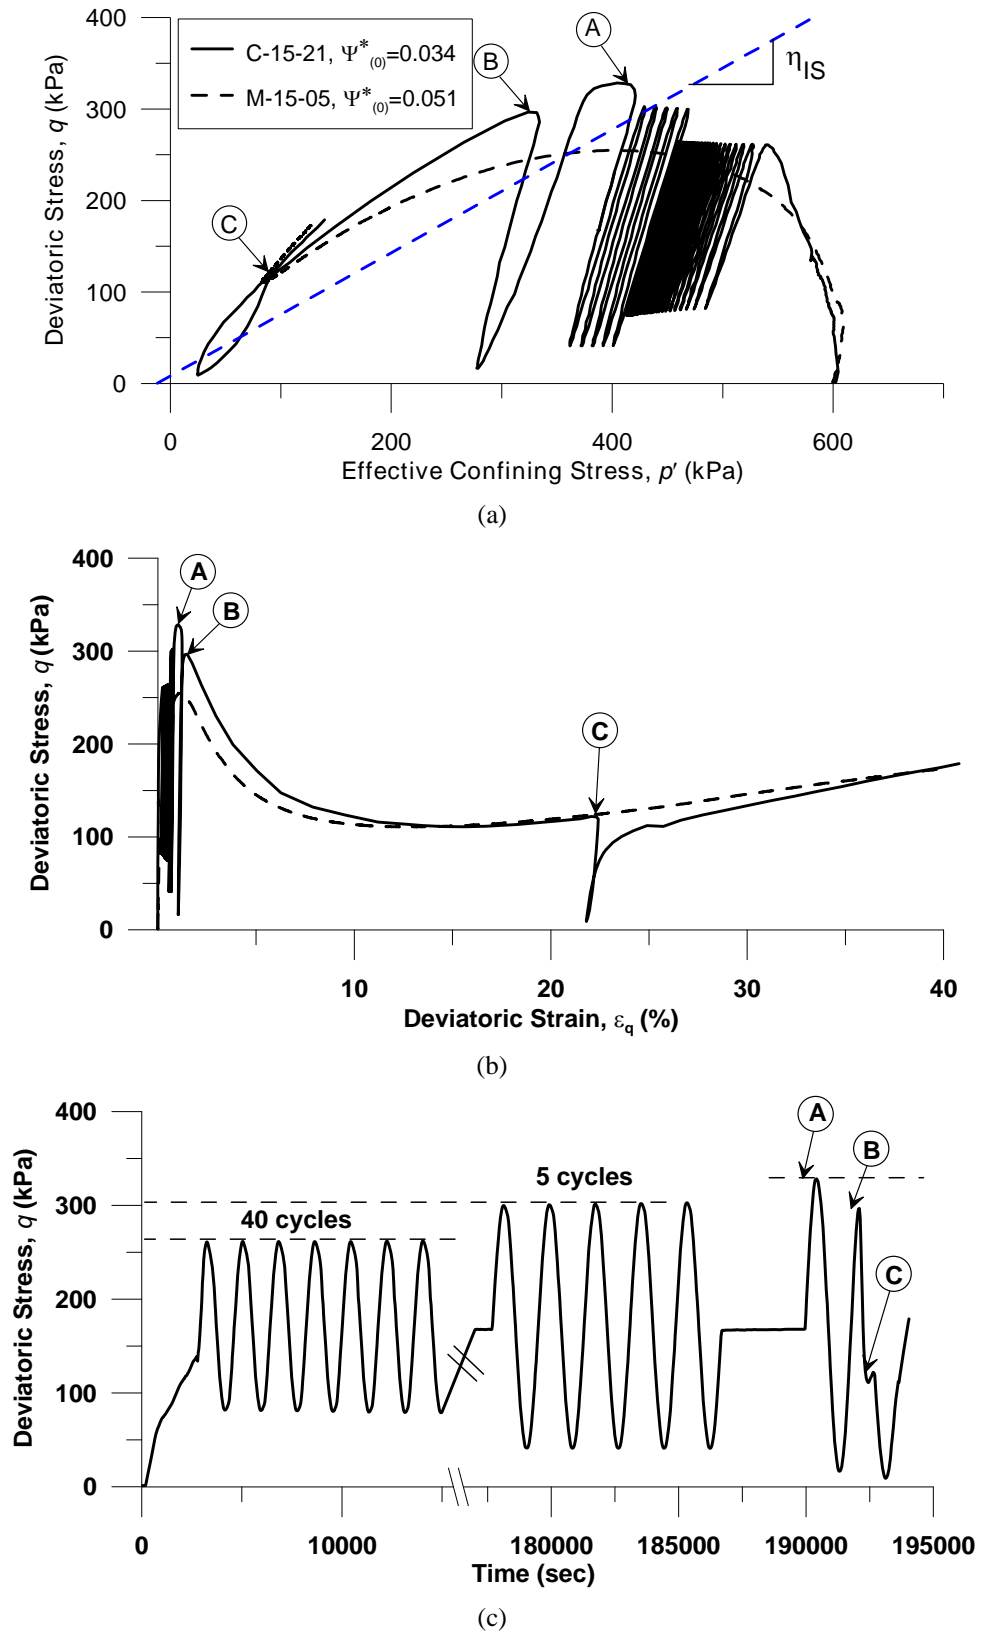 400
300
200
100
0
Deviatoric Stress, q (kPa)
C-15-21, Ψ*(0)=0.034
M-15-05, Ψ*(0)=0.051
A
B
C
ηIS
0
200
400
600
Effective Confining Stress, p' (kPa)
(a)
400
300
200
100
0
Deviatoric Stress, q (kPa)
A
B
C
10
20
30
40
Deviatoric Strain, εq (%)
(b)
400
300
200
100
0
Deviatoric Stress, q (kPa)
40 cycles
5 cycles
A
B
C
0
10000
180000
185000
190000
195000
Time (sec)
(c)